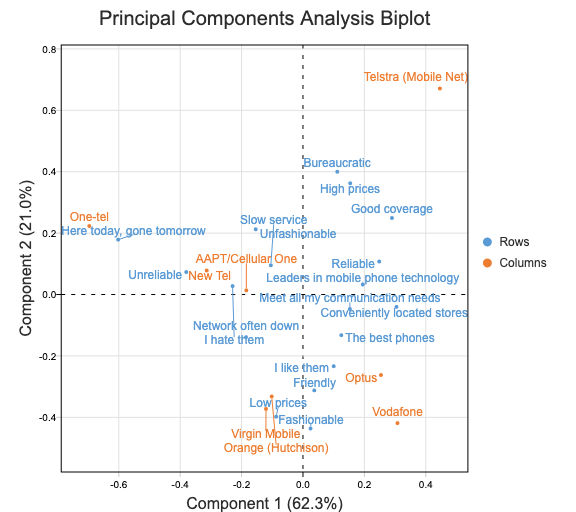 Principal Components Analysis Biplot
Component 2 (21.0%)
0.8
0.6
0.4
0.2
0.0
-0.2
-0.4
Telstra (Mobile Net)
Bureaucratic
High prices
Good coverage
One-tel
Here today, gone tomorrow
Slow service
Unfashionable
AAPT/Cellular One
Reliable
Unreliable
New Tel
Leaders in mobile phone technology
Meet all my communication needs
Conveniently located stores
Network often down
I hate them
The best phones
I like them
Optus
Friendly
Low prices
Vodafone
Fashionable
Virgin Mobile
Orange (Hutchison)
Rows
Columns
-0.6
-0.4
-0.2
0.0
0.2
0.4
Component 1 (62.3%)